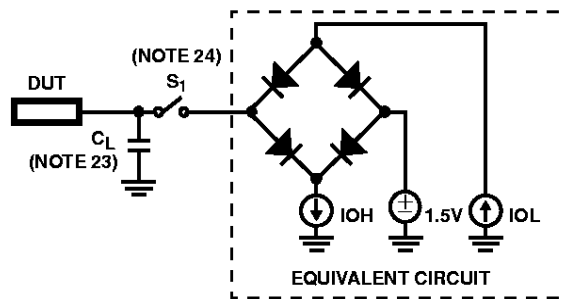 (NOTE 24)
DUT
S1
CL
(NOTE 23)
IOH
+
−
1.5V
IOL
EQUIVALENT CIRCUIT